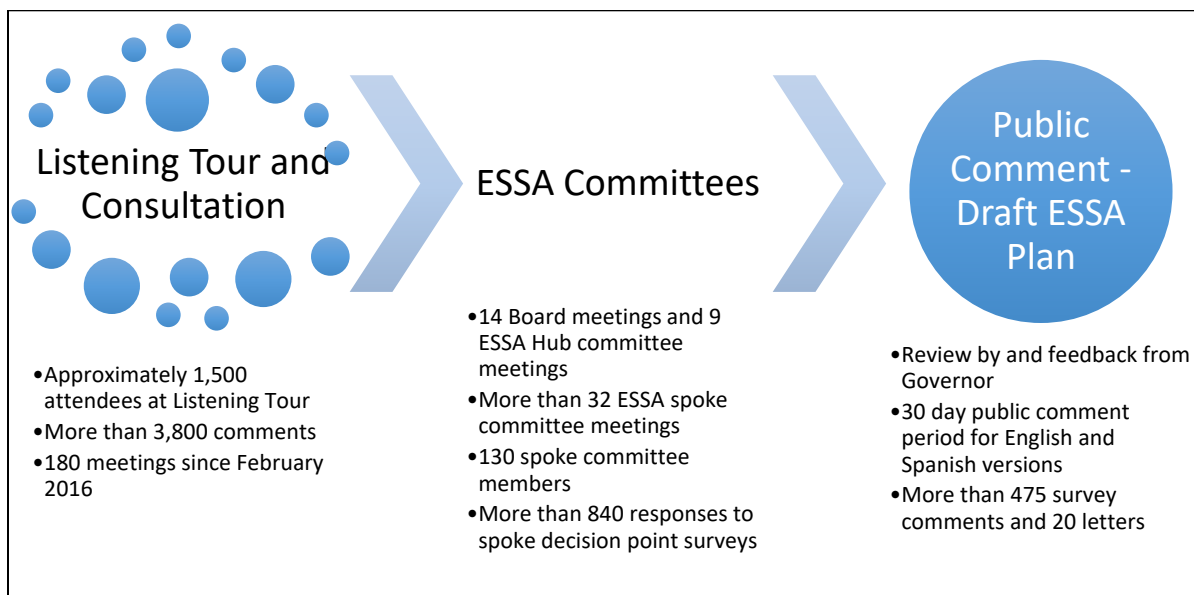 Listening Tour and
Consultation
•Approximately 1,500
attendees at Listening Tour
•More than 3,800 comments
•180 meetings since February
2016
ESSA Committees
•14 Board meetings and 9
ESSA Hub committee
meetings
•More than 32 ESSA spoke
committee meetings
•130 spoke committee
members
•More than 840 responses to
spoke decision point surveys
Public
Comment -
Draft ESSA
Plan
•Review by and feedback from
Governor
•30 day public comment
period for English and
Spanish versions
•More than 475 survey
comments and 20 letters